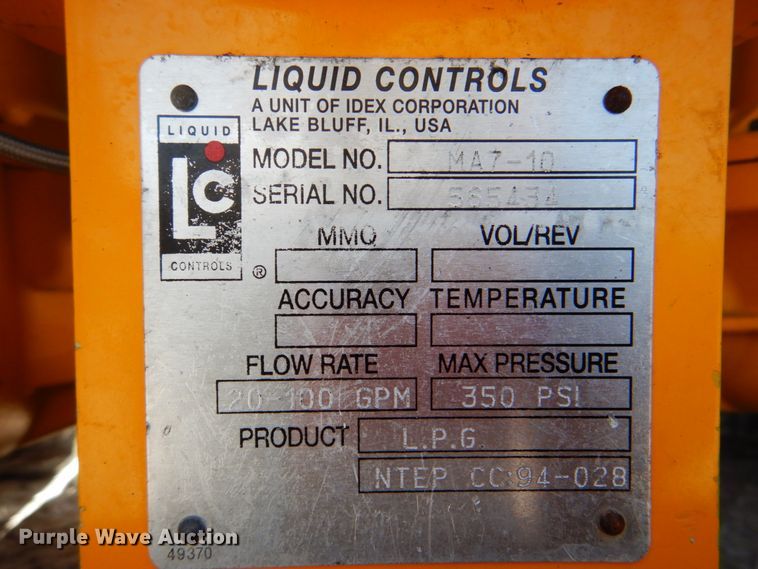 LIQUID CONTROLS
A UNIT OF IDEX CORPORATION
LAKE BLUFF, IL., USA
LIQUID
LC
CONTROLS
®
MODEL NO. MA7-10
SERIAL NO. 565434
MMQ VOL/REV
ACCURACY TEMPERATURE
FLOW RATE MAX PRESSURE
20-100 GPM 350 PSI
PRODUCT L.P.G.
NTEP CC:94-028
Purple Wave Auction
49370